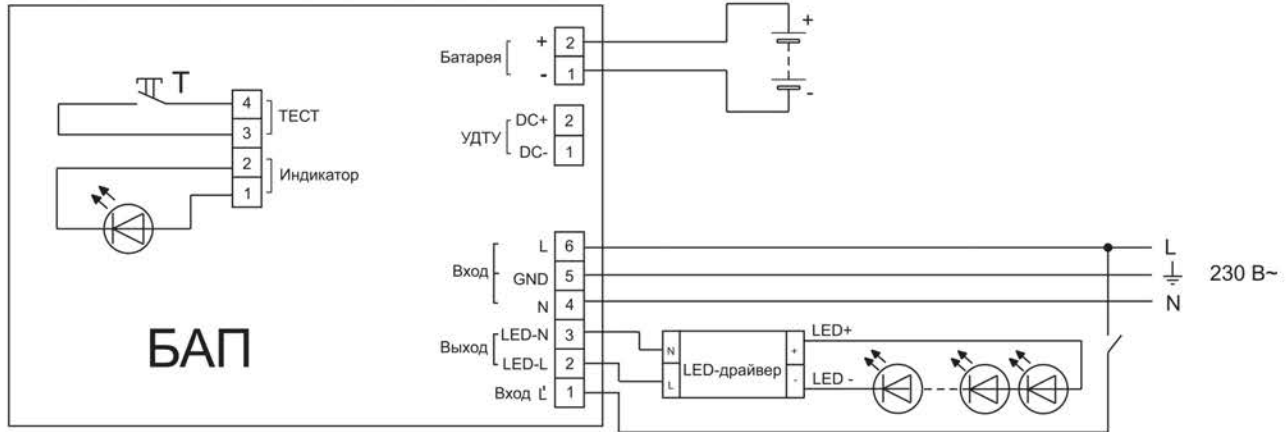 T
4
3
ТЕСТ
2
1
Индикатор
БАП
Батарея
+ 2
- 1
+
-
УДТУ
DC+ 2
DC- 1
Вход
L 6
GND 5
N 4
Выход
LED-N 3
LED-L 2
Вход L' 1
L
N
230 В~
N
L
LED-драйвер
+
-
LED+
LED -